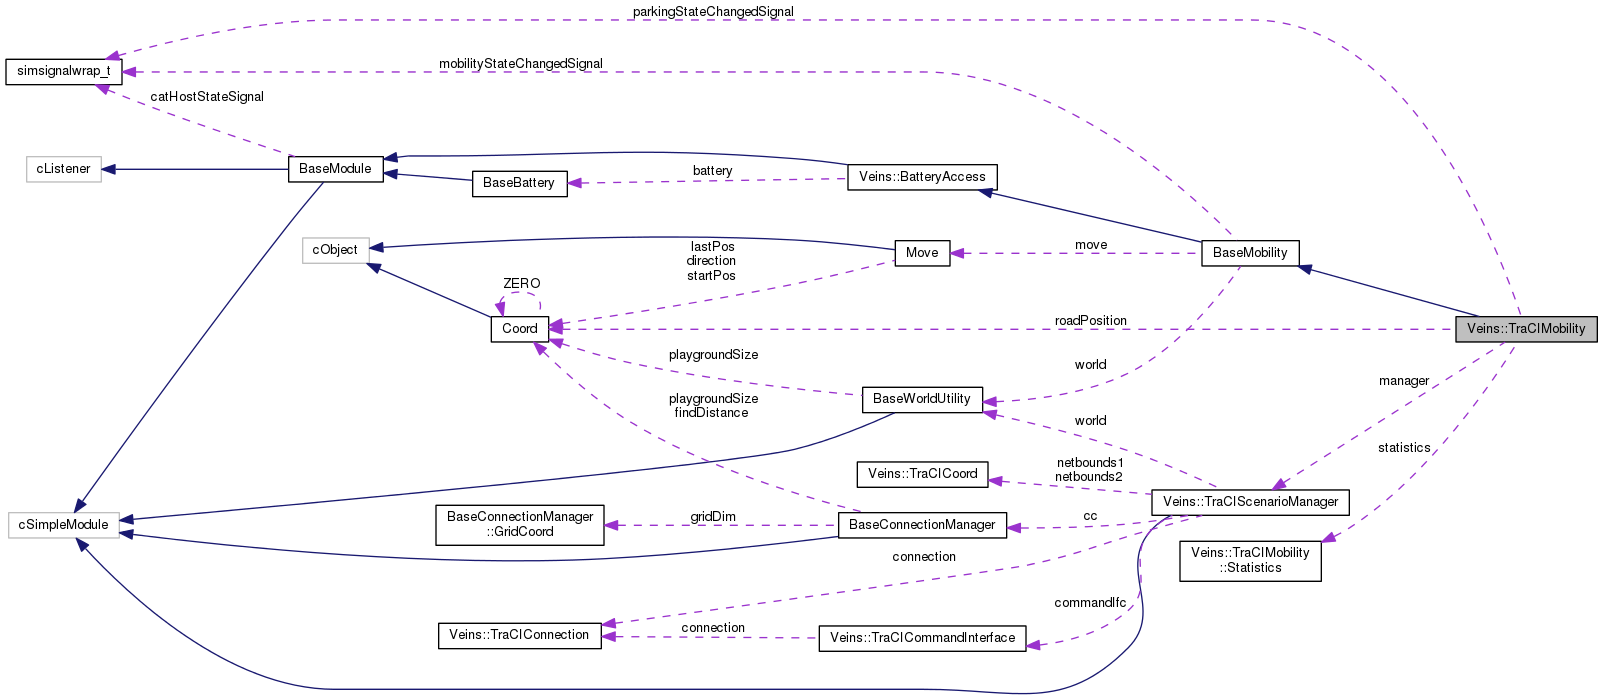 parkingStateChangedSignal
mobilityStateChangedSignal
simsignalwrap_t
catHostStateSignal
cListener
BaseModule
BaseBattery
battery
Veins::BatteryAccess
cObject
lastPos
direction
startPos
Move
move
BaseMobility
ZERO
Coord
roadPosition
Veins::TraCIMobility
playgroundSize
world
BaseWorldUtility
manager
playgroundSize
findDistance
world
statistics
netbounds1
netbounds2
Veins::TraCICoord
Veins::TraCIScenarioManager
cSimpleModule
BaseConnectionManager
::GridCoord
gridDim
BaseConnectionManager
cc
connection
Veins::TraCIMobility
::Statistics
commandIfc
Veins::TraCIConnection
connection
Veins::TraCICommandInterface